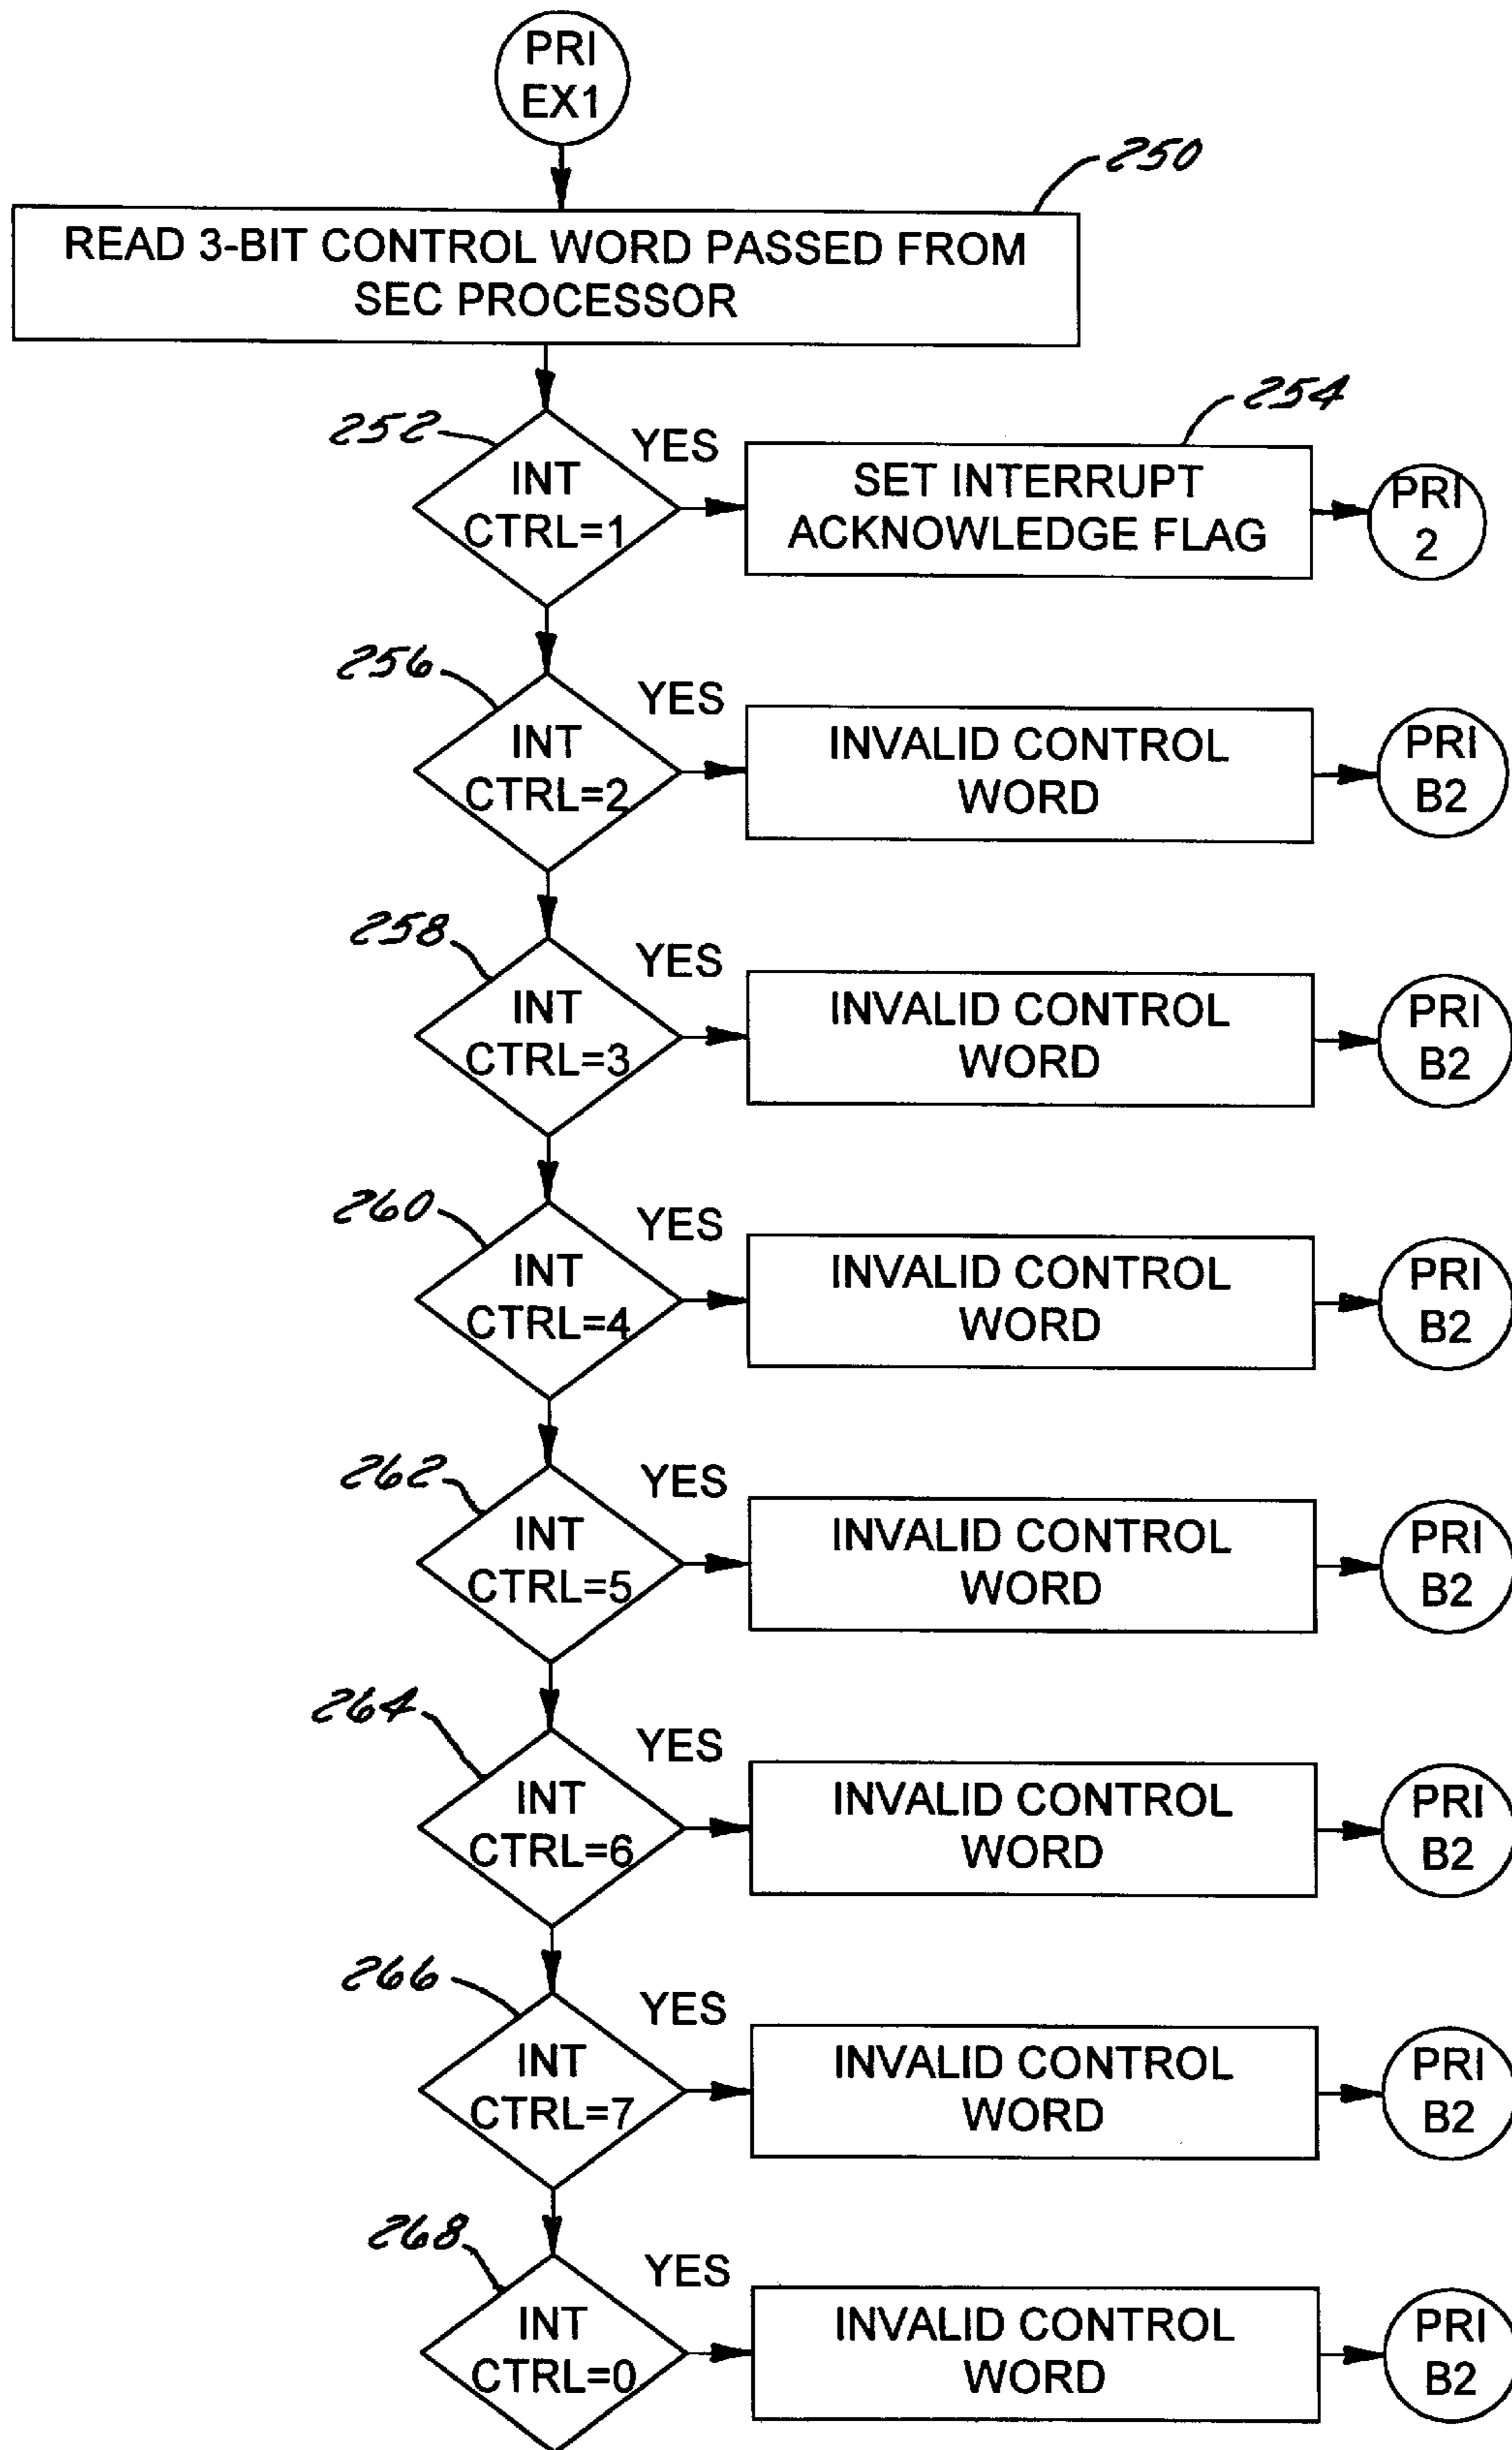 PRI
EX1
250
READ 3-BIT CONTROL WORD PASSED FROM
SEC PROCESSOR
252
INT
CTRL=1
YES
254
SET INTERRUPT
ACKNOWLEDGE FLAG
PRI
2
256
INT
CTRL=2
YES
INVALID CONTROL
WORD
PRI
B2
258
INT
CTRL=3
YES
INVALID CONTROL
WORD
PRI
B2
260
INT
CTRL=4
YES
INVALID CONTROL
WORD
PRI
B2
262
INT
CTRL=5
YES
INVALID CONTROL
WORD
PRI
B2
264
INT
CTRL=6
YES
INVALID CONTROL
WORD
PRI
B2
266
INT
CTRL=7
YES
INVALID CONTROL
WORD
PRI
B2
268
INT
CTRL=0
YES
INVALID CONTROL
WORD
PRI
B2